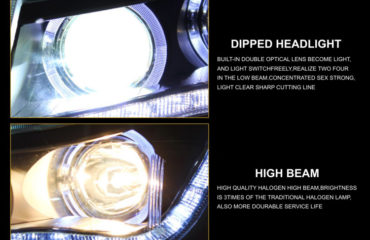 DIPPED HEADLIGHT
BUILT-IN DOUBLE OPTICAL LENS BECOME LIGHT,
AND LIGHT SWITCHFREELY,REALIZE TWO FOUR
IN THE LOW BEAM,CONCENTRATED SEX STRONG,
LIGHT CLEAR SHARP CUTTING LINE
HIGH BEAM
HIGH QUALITY HALOGEN HIGH BEAM,BRIGHTNESS
IS 3TIMES OF THE TRADITIONAL HALOGEN LAMP,
ALSO MORE DOURABLE SERVICE LIFE